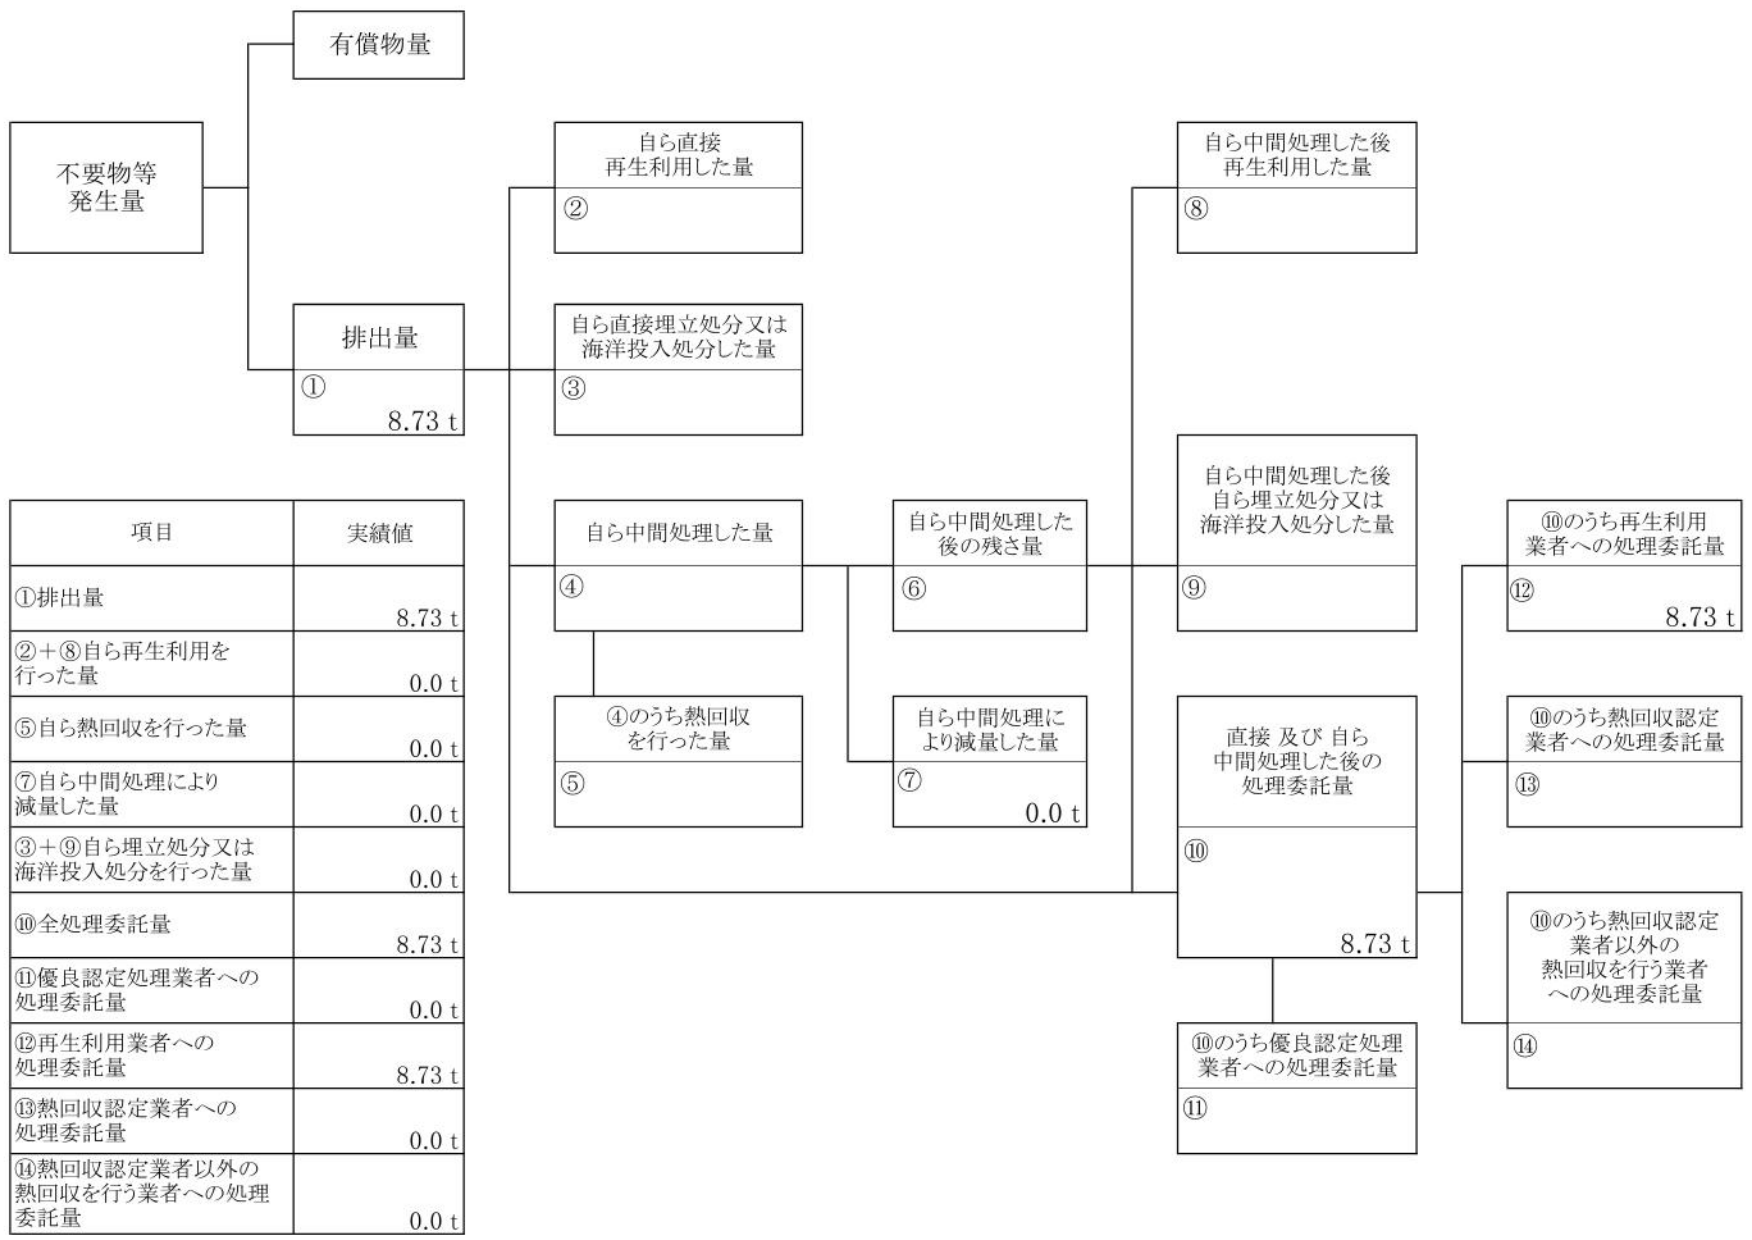 有償物量
不要物等
発生量
自ら直接
再生利用した量
②
自ら中間処理した後
再生利用した量
⑧
排出量
①
8.73 t
自ら直接埋立処分又は
海洋投入処分した量
③
自ら中間処理した量
④
自ら中間処理した
後の残さ量
⑥
自ら中間処理した後
自ら埋立処分又は
海洋投入処分した量
⑨
⑩のうち再生利用
業者への処理委託量
⑫
8.73 t
④のうち熱回収
を行った量
⑤
自ら中間処理に
より減量した量
⑦
0.0 t
直接 及び 自ら
中間処理した後の
処理委託量
⑩
8.73 t
⑩のうち熱回収認定
業者への処理委託量
⑬
⑩のうち熱回収認定
業者以外の
熱回収を行う業者
への処理委託量
⑭
⑩のうち優良認定処理
業者への処理委託量
⑪
項目 実績値
①排出量
8.73 t
②+⑧自ら再生利用を
行った量
0.0 t
⑤自ら熱回収を行った量
0.0 t
⑦自ら中間処理により
減量した量
0.0 t
③+⑨自ら埋立処分又は
海洋投入処分を行った量
0.0 t
⑩全処理委託量
8.73 t
⑪優良認定処理業者への
処理委託量
0.0 t
⑫再生利用業者への
処理委託量
8.73 t
⑬熱回収認定業者への
処理委託量
0.0 t
⑭熱回収認定業者以外の
熱回収を行う業者への処理
委託量
0.0 t